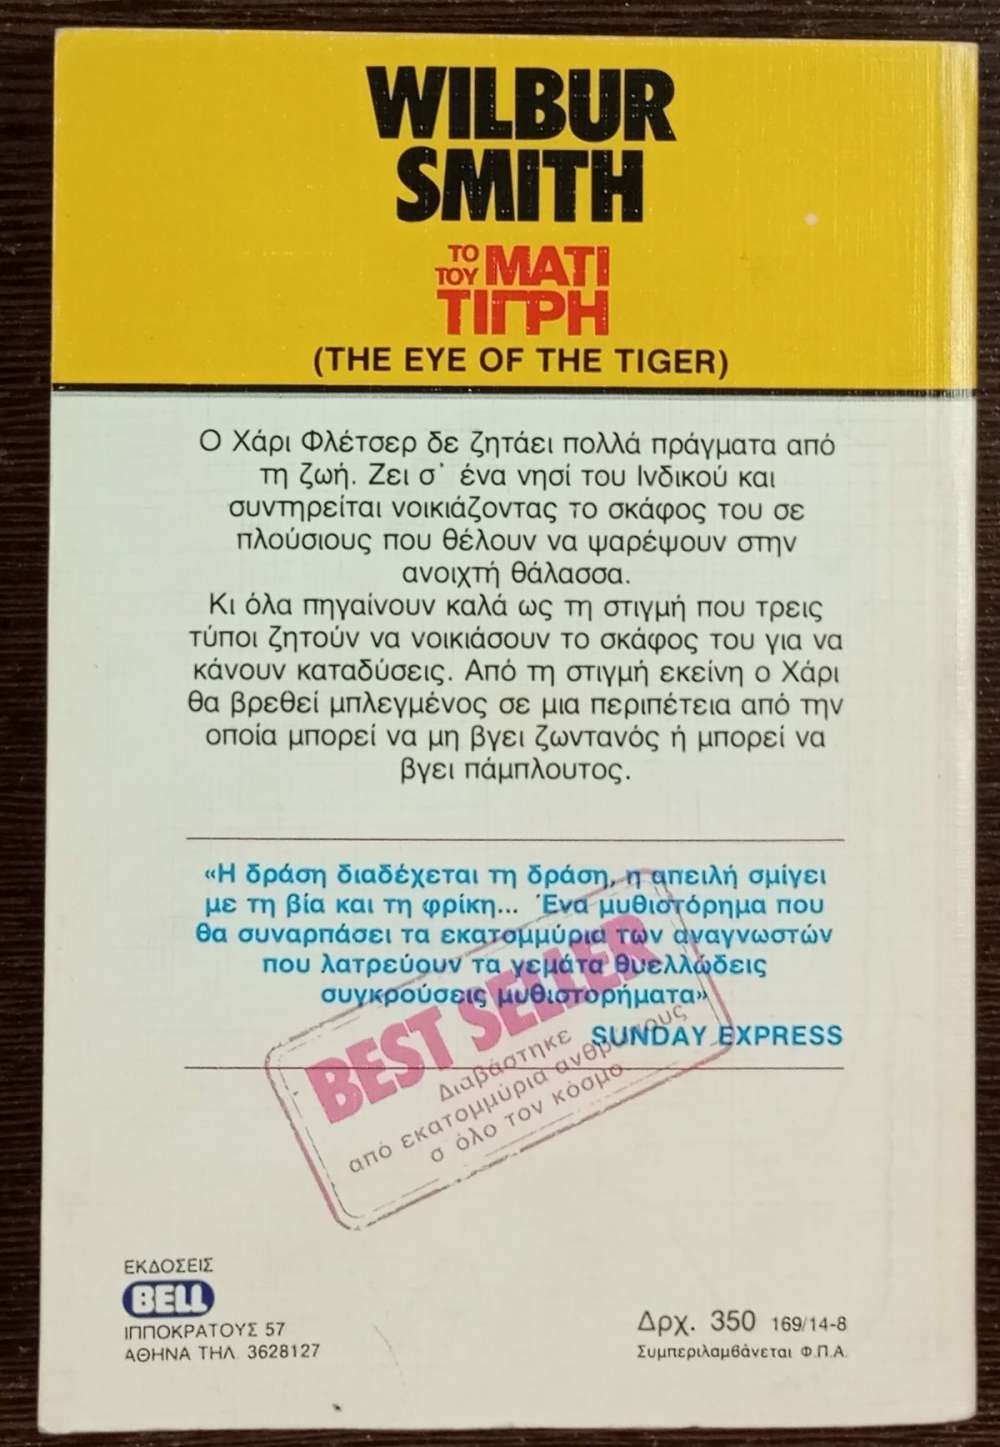 WILBUR
SMITH
ΤΟ ΜΑΤΙ
ΤΟΥ ΤΙΓΡΗ
(THE EYE OF THE TIGER)
Ο Χάρι Φλέτσερ δε ζητάει πολλά πράγματα από
τη ζωή. Ζει σ' ένα νησί του Ινδικού και
συντηρείται νοικιάζοντας το σκάφος του σε
πλούσιους που θέλουν να ψαρέψουν στην
ανοιχτή θάλασσα.
Κι όλα πηγαίνουν καλά ως τη στιγμή που τρεις
τύποι ζητούν να νοικιάσουν το σκάφος του για να
κάνουν καταδύσεις. Από τη στιγμή εκείνη ο Χάρι
θα βρεθεί μπλεγμένος σε μια περιπέτεια από την
οποία μπορεί να μη βγει ζωντανός ή μπορεί να
βγει πάμπλουτος.
«Η δράση διαδέχεται τη δράση, η απειλή σμίγει
με τη βία και τη φρίκη... Ένα μυθιστόρημα που
θα συναρπάσει τα εκατομμύρια των αναγνωστών
που λατρεύουν τα γεμάτα θυελλώδεις
συγκρούσεις μυθιστορήματα»
SUNDAY EXPRESS
BEST SELLER
Διαβάστηκε
από εκατομμύρια ανθρώπους
σ όλο τον κόσμο
ΕΚΔΟΣΕΙΣ
BELL
ΙΠΠΟΚΡΑΤΟΥΣ 57
ΑΘΗΝΑ ΤΗΛ. 3628127
Δρχ. 350 169/14-8
Συμπεριλαμβάνεται Φ.Π.Α.